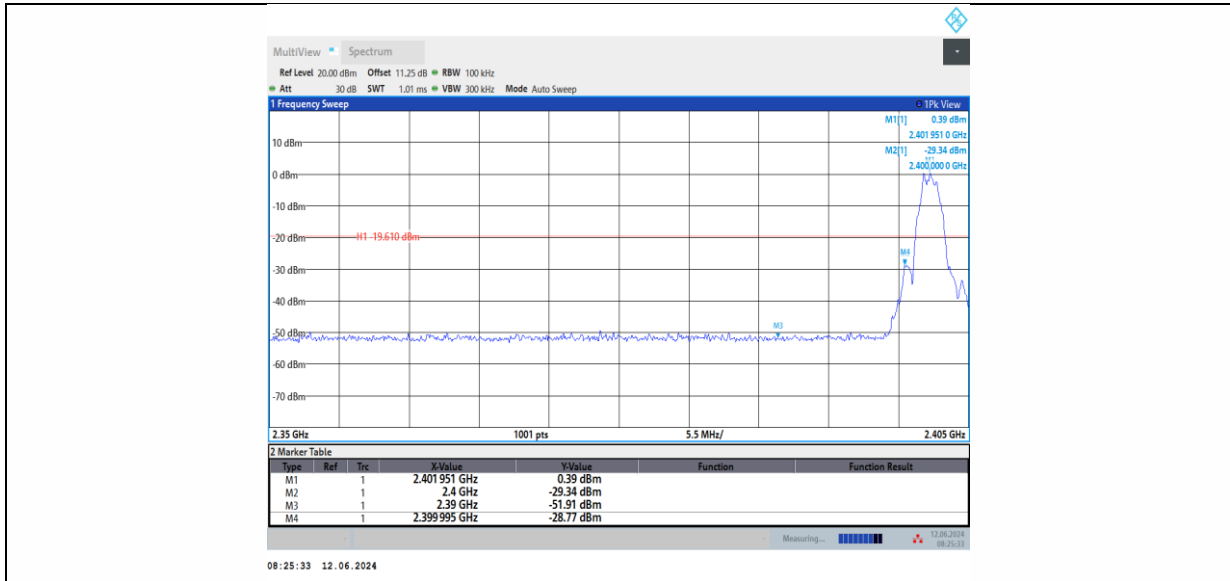 MultiView Spectrum
Ref Level 20.00 dBm Offset 11.25 dB RBW 100 kHz
Att 30 dB SWT 1.01 ms VBW 300 kHz Mode Auto Sweep
1 Frequency Sweep 1Pk View
M1[1] 0.39 dBm
2.401 951 0 GHz
10 dBm
M2[1] -29.34 dBm
2.400 000 0 GHz
0 dBm
-10 dBm
-20 dBm H1 -19.610 dBm
M4
-30 dBm
-40 dBm
M3
-50 dBm
-60 dBm
-70 dBm
2.35 GHz 1001 pts 5.5 MHz/ 2.405 GHz
2 Marker Table
Type Ref Trc X-Value Y-Value Function Function Result
M1 1 2.401 951 GHz 0.39 dBm
M2 1 2.4 GHz -29.34 dBm
M3 1 2.39 GHz -51.91 dBm
M4 1 2.399 995 GHz -28.77 dBm
Measuring... 12.06.2024
08:25:33
08:25:33 12.06.2024